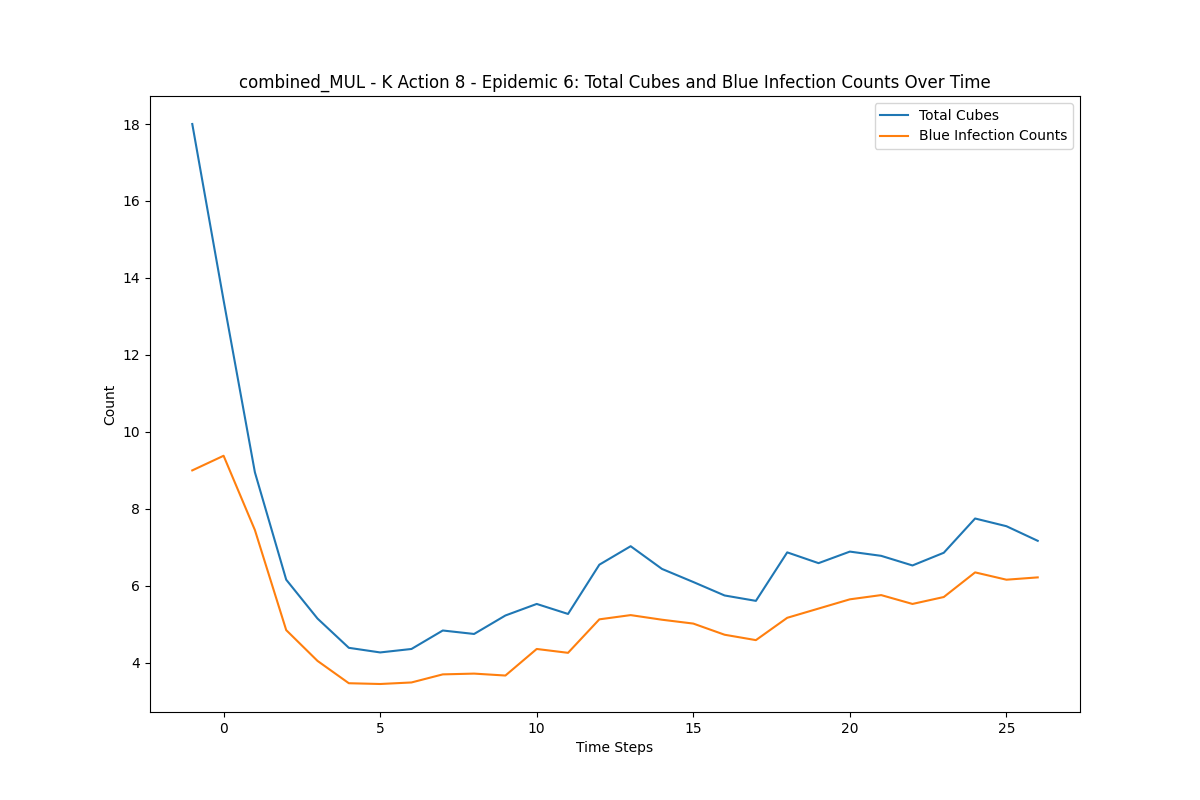 combined_MUL - K Action 8 - Epidemic 6: Total Cubes and Blue Infection Counts Over Time
Total Cubes
Blue Infection Counts
18
16
14
12
10
8
6
4
Count
0 5 10 15 20 25
Time Steps